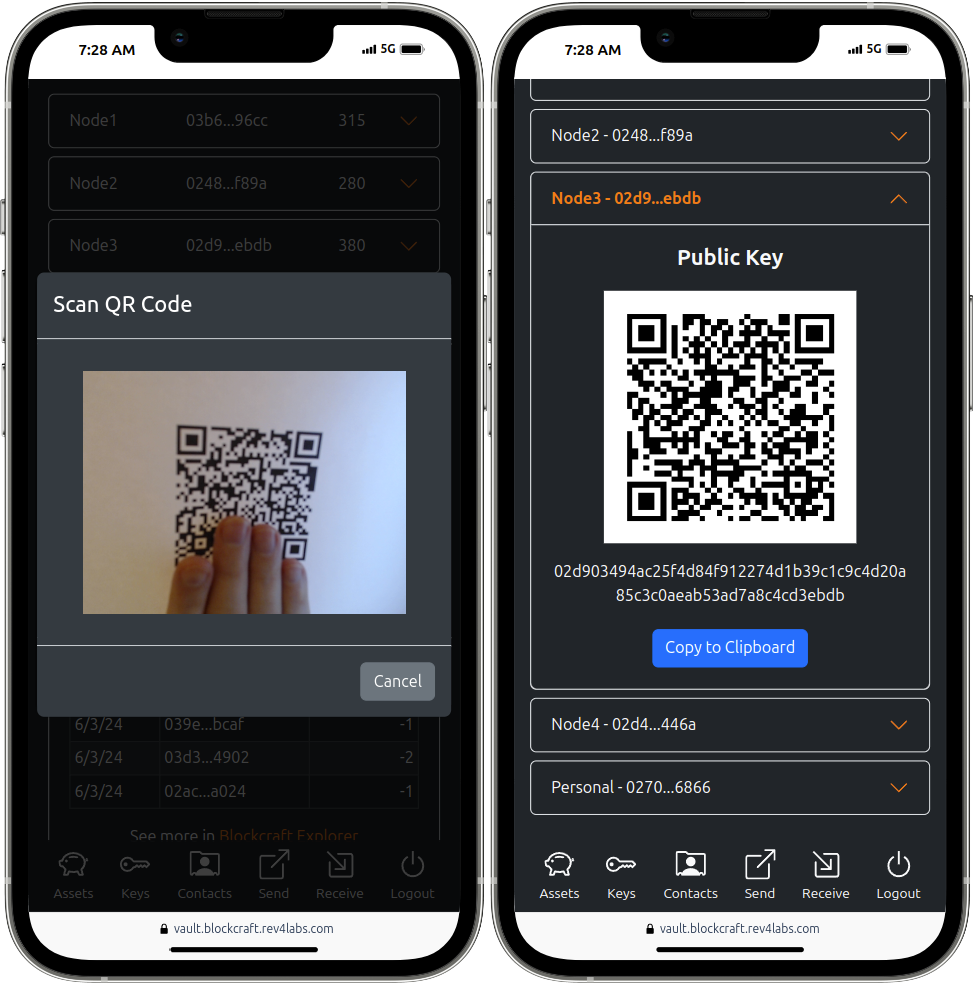 7:28 AM
5G
Node1 03b6...96cc 315
Node2 0248...f89a 280
Node3 02d9...ebdb 380
Scan QR Code
Cancel
6/3/24 039e...bcaf -1
6/3/24 03d3...4902 -2
6/3/24 02ac...a024 -1
See more in Blockcraft Explorer
Assets Keys Contacts Send Receive Logout
vault.blockcraft.rev4labs.com
7:28 AM
5G
Node2 - 0248...f89a
Node3 - 02d9...ebdb
Public Key
02d903494ac25f4d84f912274d1b39c1c9c4d20a
85c3c0aeab53ad7a8c4cd3ebdb
Copy to Clipboard
Node4 - 02d4...446a
Personal - 0270...6866
Assets Keys Contacts Send Receive Logout
vault.blockcraft.rev4labs.com